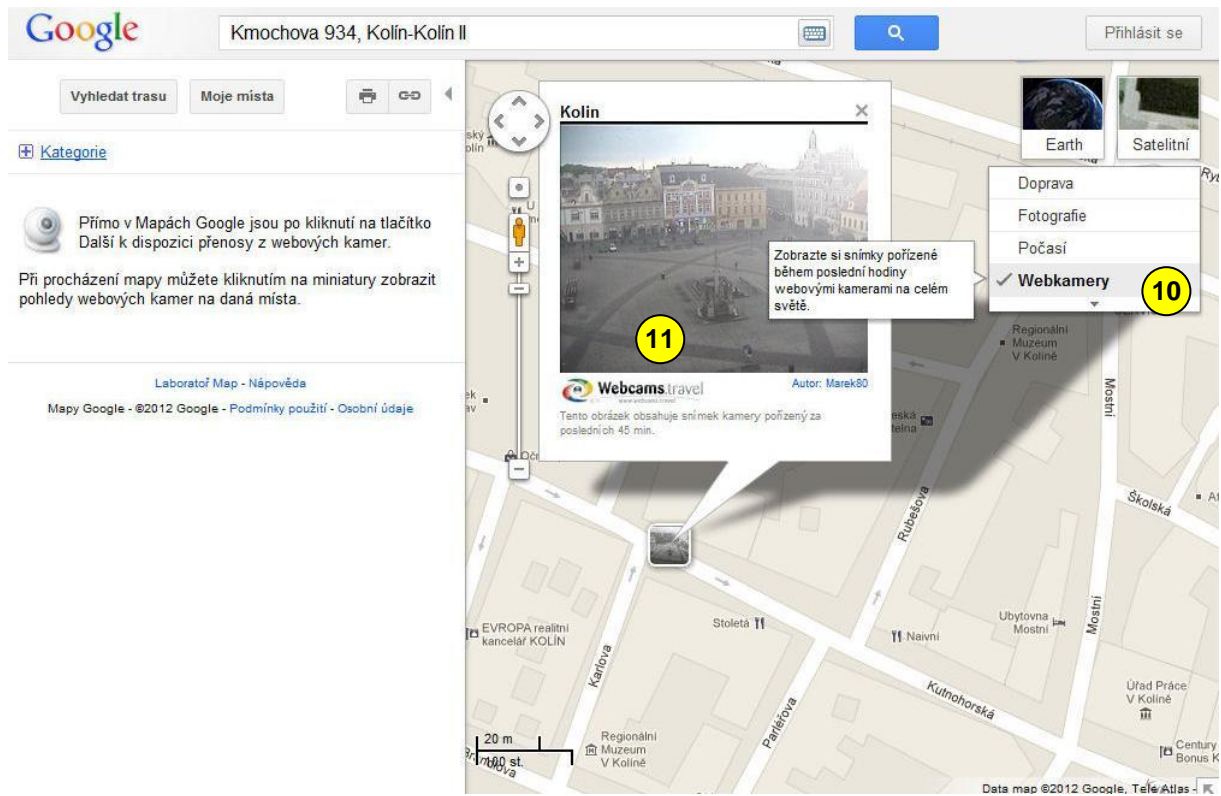 Google
Kmochova 934, Kolín-Kolín II
Přihlásit se
Vyhledat trasu
Moje místa
Kategorie
Přímo v Mapách Google jsou po kliknutí na tlačítko
Další k dispozici přenosy z webových kamer.
Při procházení mapy můžete kliknutím na miniatury zobrazit
pohledy webových kamer na daná místa.
Laboratoř Map - Nápověda
Mapy Google - ©2012 Google - Podmínky použití - Osobní údaje
Kolin
11
Webcams.travel
www.webcams.travel
Autor: Marek80
Tento obrázek obsahuje snímek kamery pořízený za
posledních 45 min.
Earth
Satelitní
Doprava
Fotografie
Počasí
Webkamery
10
Zobrazte si snímky pořízené
během poslední hodiny
webovými kamerami na celém
světě.
Regionální
Muzeum
V Kolíně
Mostní
Školská
Rubešova
Stoletá
Naivní
Ubytovna
Mostní
Mostní
EVROPA realitní
kancelář KOLÍN
Karlova
Parléřova
Kutnohorská
Úřad Práce
V Kolíně
Century
Bonus
Regionální
Muzeum
V Kolíně
20 m
100 st.
Data map ©2012 Google, Tele Atlas -